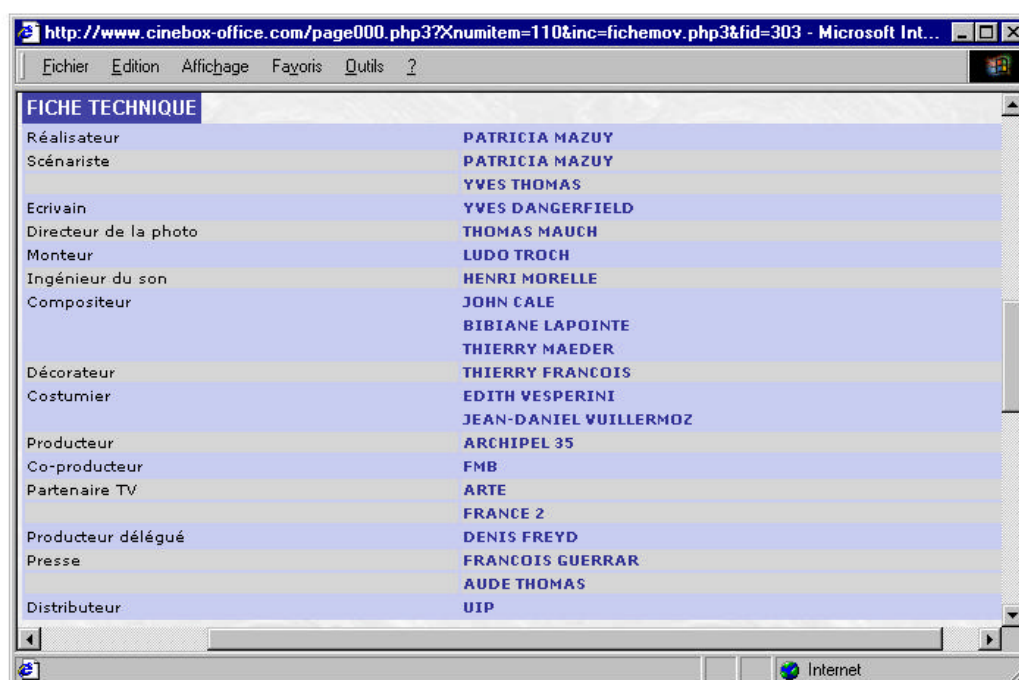 http://www.cinebox-office.com/page000.php3?Xnumitem=110&inc=fichemov.php3&fid=303 - Microsoft Int...
Fichier Edition Affichage Favoris Outils ?
FICHE TECHNIQUE
Réalisateur PATRICIA MAZUY
Scénariste PATRICIA MAZUY
YVES THOMAS
Ecrivain YVES DANGERFIELD
Directeur de la photo THOMAS MAUCH
Monteur LUDO TROCH
Ingénieur du son HENRI MORELLE
Compositeur JOHN CALE
BIBIANE LAPOINTE
THIERRY MAEDER
Décorateur THIERRY FRANCOIS
Costumier EDITH VESPERINI
JEAN-DANIEL VUILLERMOZ
Producteur ARCHIPEL 35
Co-producteur FMB
Partenaire TV ARTE
FRANCE 2
Producteur délégué DENIS FREYD
Presse FRANCOIS GUERRAR
AUDE THOMAS
Distributeur UIP
Internet